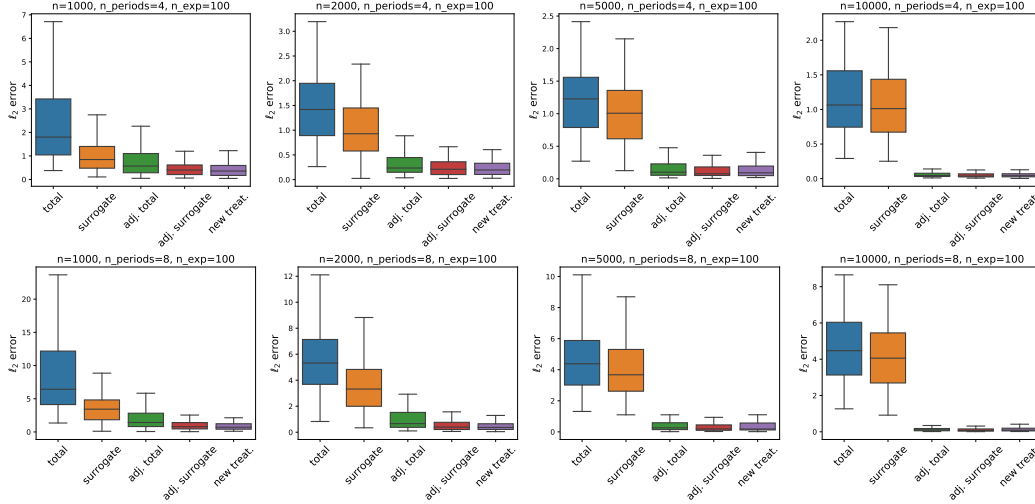 n=1000, n_periods=4, n_exp=100
7
6
5
4
3
2
1
0
ℓ2 error
total
surrogate
adj. total
adj. surrogate
new treat.
n=2000, n_periods=4, n_exp=100
3.0
2.5
2.0
1.5
1.0
0.5
0.0
ℓ2 error
total
surrogate
adj. total
adj. surrogate
new treat.
n=5000, n_periods=4, n_exp=100
2.5
2.0
1.5
1.0
0.5
0.0
ℓ2 error
total
surrogate
adj. total
adj. surrogate
new treat.
n=10000, n_periods=4, n_exp=100
2.0
1.5
1.0
0.5
0.0
ℓ2 error
total
surrogate
adj. total
adj. surrogate
new treat.
n=1000, n_periods=8, n_exp=100
20
15
10
5
0
ℓ2 error
total
surrogate
adj. total
adj. surrogate
new treat.
n=2000, n_periods=8, n_exp=100
12
10
8
6
4
2
0
ℓ2 error
total
surrogate
adj. total
adj. surrogate
new treat.
n=5000, n_periods=8, n_exp=100
10
8
6
4
2
0
ℓ2 error
total
surrogate
adj. total
adj. surrogate
new treat.
n=10000, n_periods=8, n_exp=100
8
6
4
2
0
ℓ2 error
total
surrogate
adj. total
adj. surrogate
new treat.